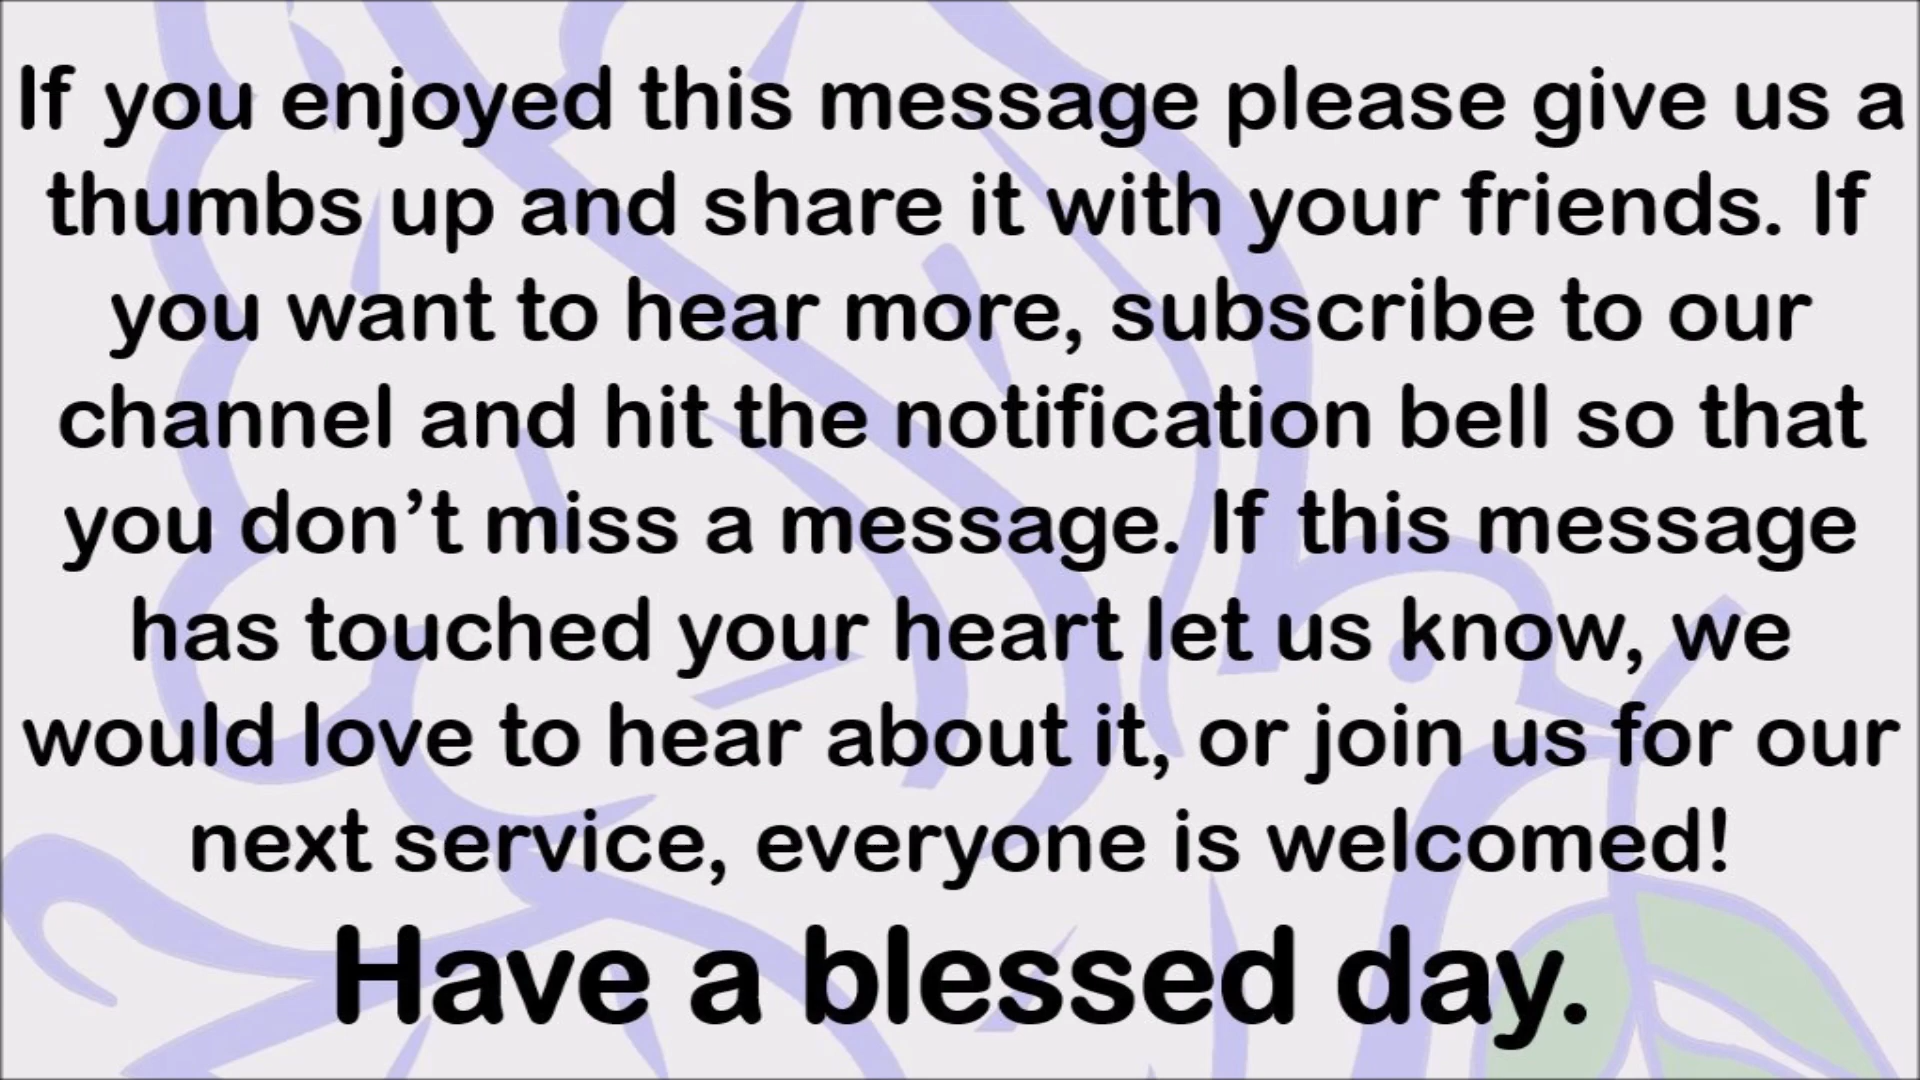 If you enjoyed this message please give us a
thumbs up and share it with your friends. If
you want to hear more, subscribe to our
channel and hit the notification bell so that
you don’t miss a message. If this message
has touched your heart let us know, we
would love to hear about it, or join us for our
next service, everyone is welcomed!
Have a blessed day.